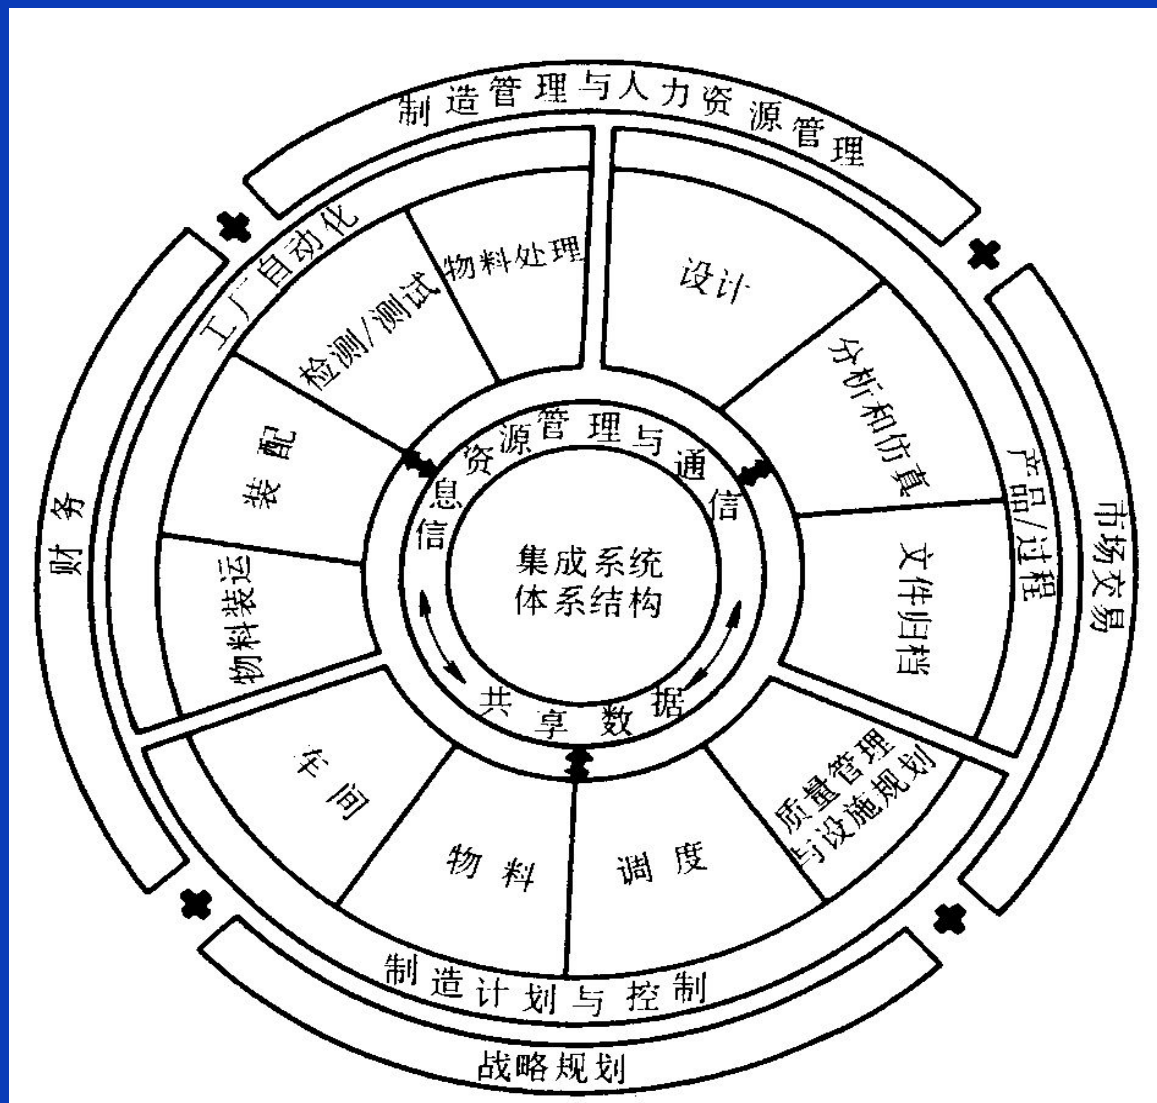 制造管理与人力资源管理
工厂自动化
物料处理
设计
检测/测试
分析和仿真
装配
物料装运
财务
产品/过程
市场交易
文件归档
信息资源管理与通信
集成系统
体系结构
共享数据
车间
物料
调度
质量管理
与设施规划
制造计划与控制
战略规划